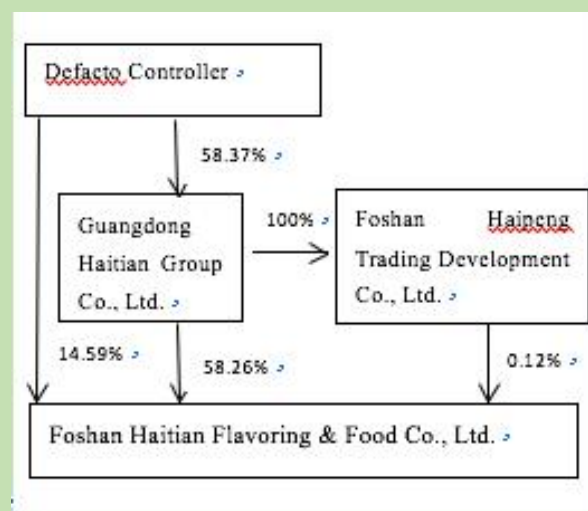 Defacto Controller
58.37%
Guangdong
Haitian Group
Co., Ltd.
100%
Foshan Haipeng
Trading Development
Co., Ltd.
14.59%
58.26%
0.12%
Foshan Haitian Flavoring & Food Co., Ltd.